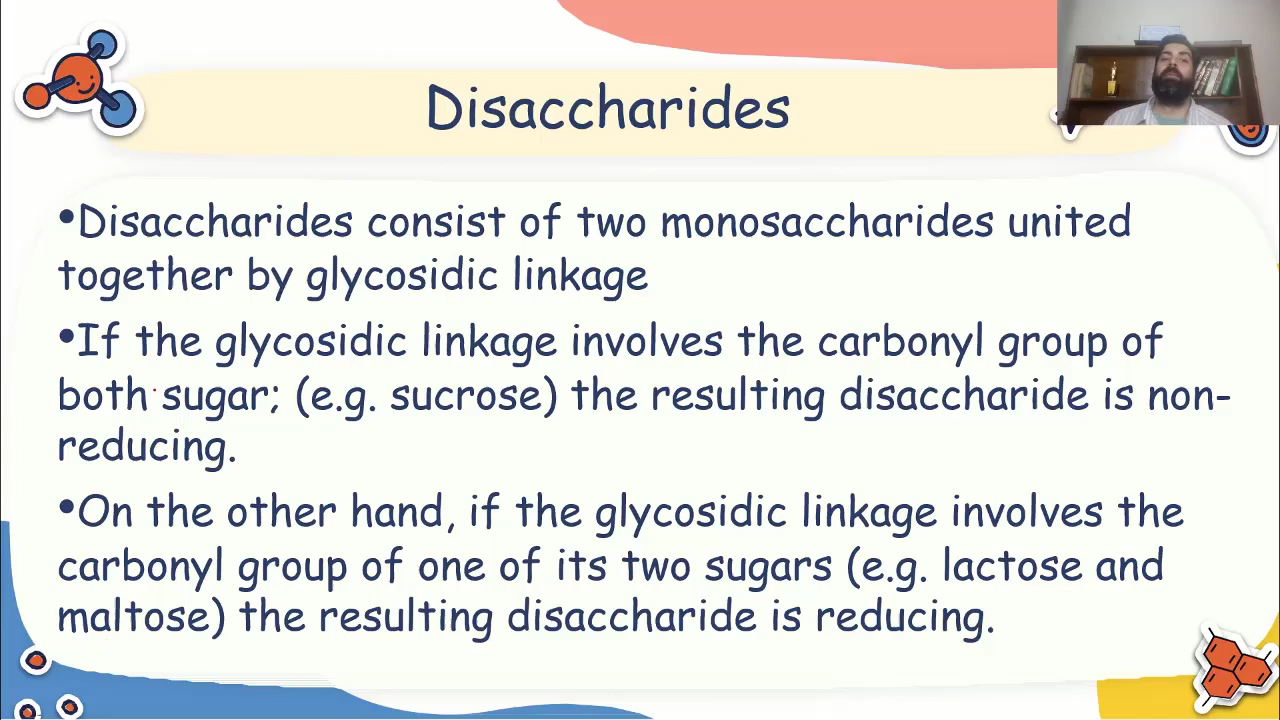 Disaccharides
•Disaccharides consist of two monosaccharides united
together by glycosidic linkage
•If the glycosidic linkage involves the carbonyl group of
both sugar; (e.g. sucrose) the resulting disaccharide is non-
reducing.
•On the other hand, if the glycosidic linkage involves the
carbonyl group of one of its two sugars (e.g. lactose and
maltose) the resulting disaccharide is reducing.